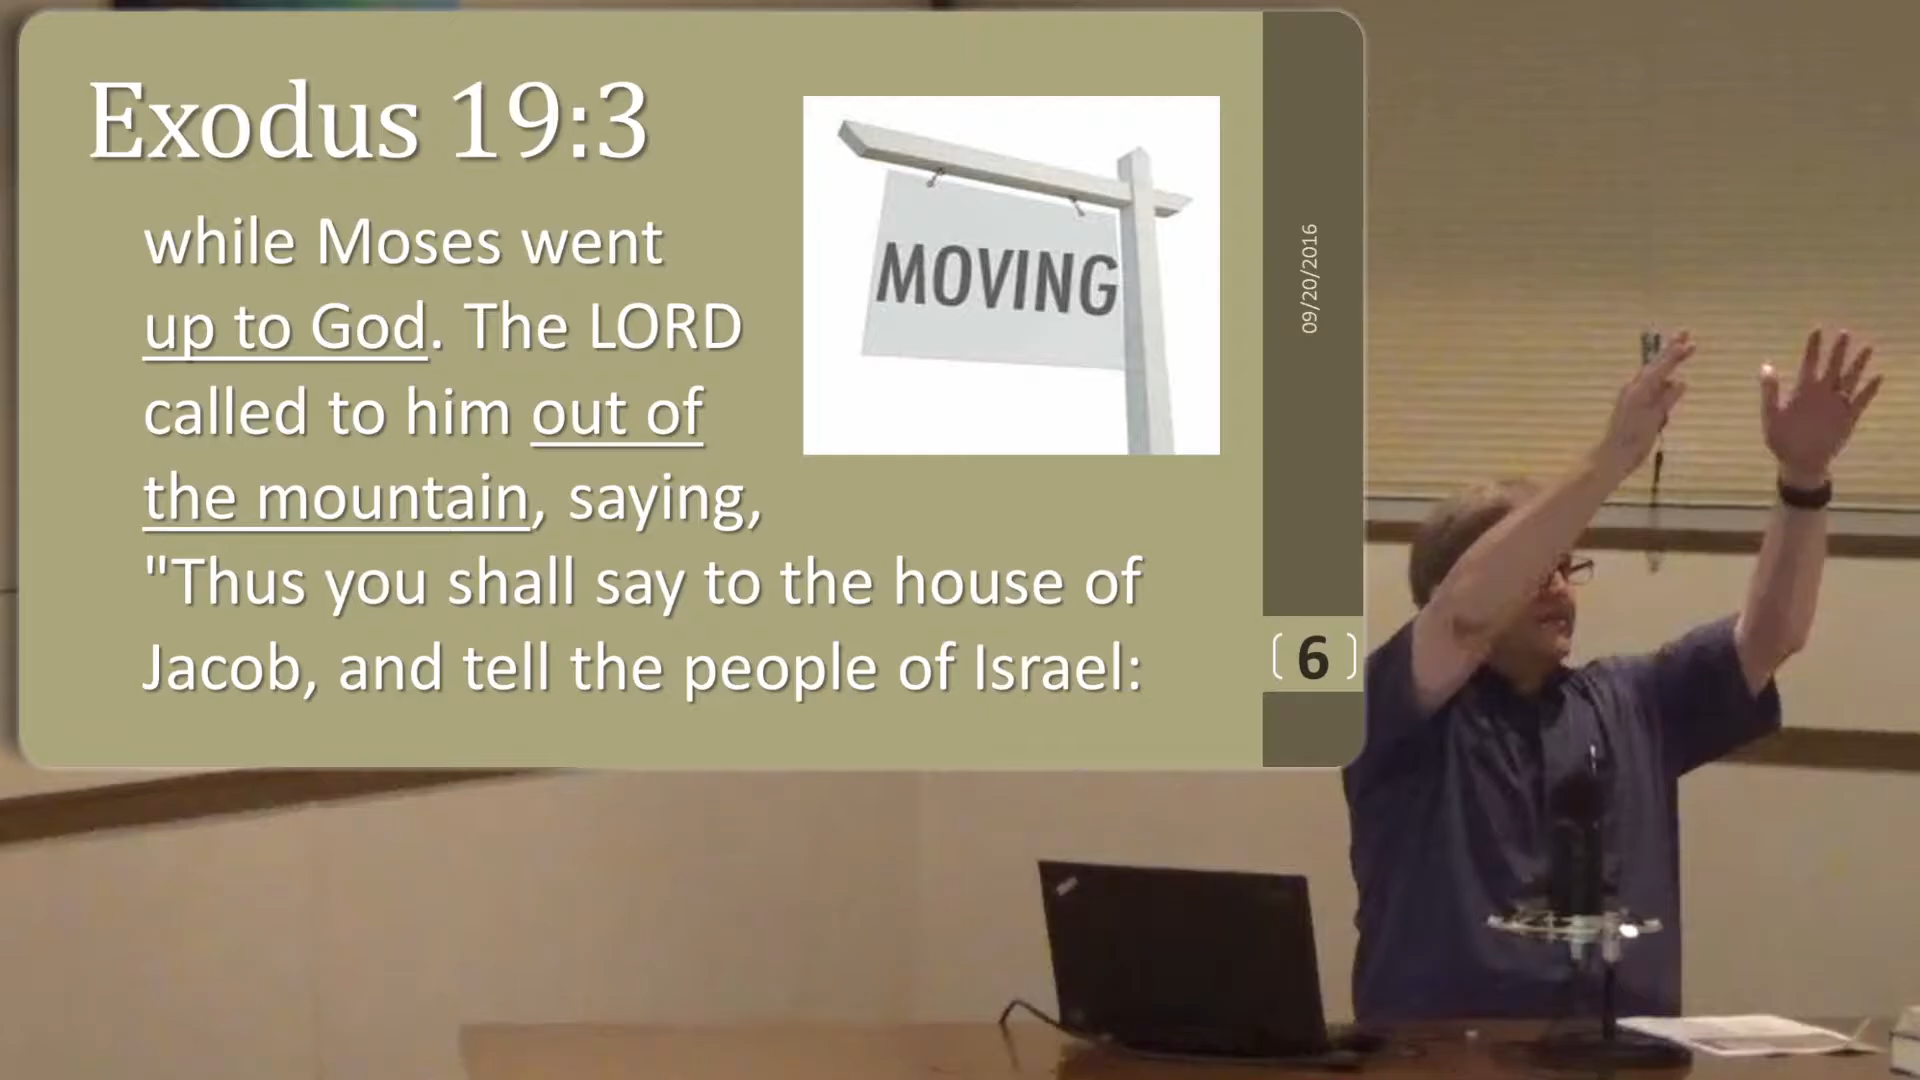 Exodus 19:3
while Moses went
up to God. The LORD
called to him out of
the mountain, saying,
"Thus you shall say to the house of
Jacob, and tell the people of Israel:
MOVING
09/20/2016
6